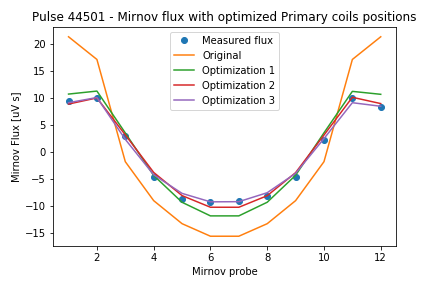 Pulse 44501 - Mirnov flux with optimized Primary coils positions
Measured flux
Original
Optimization 1
Optimization 2
Optimization 3
Mirnov Flux [uV s]
20
15
10
5
0
−5
−10
−15
2
4
6
8
10
12
Mirnov probe